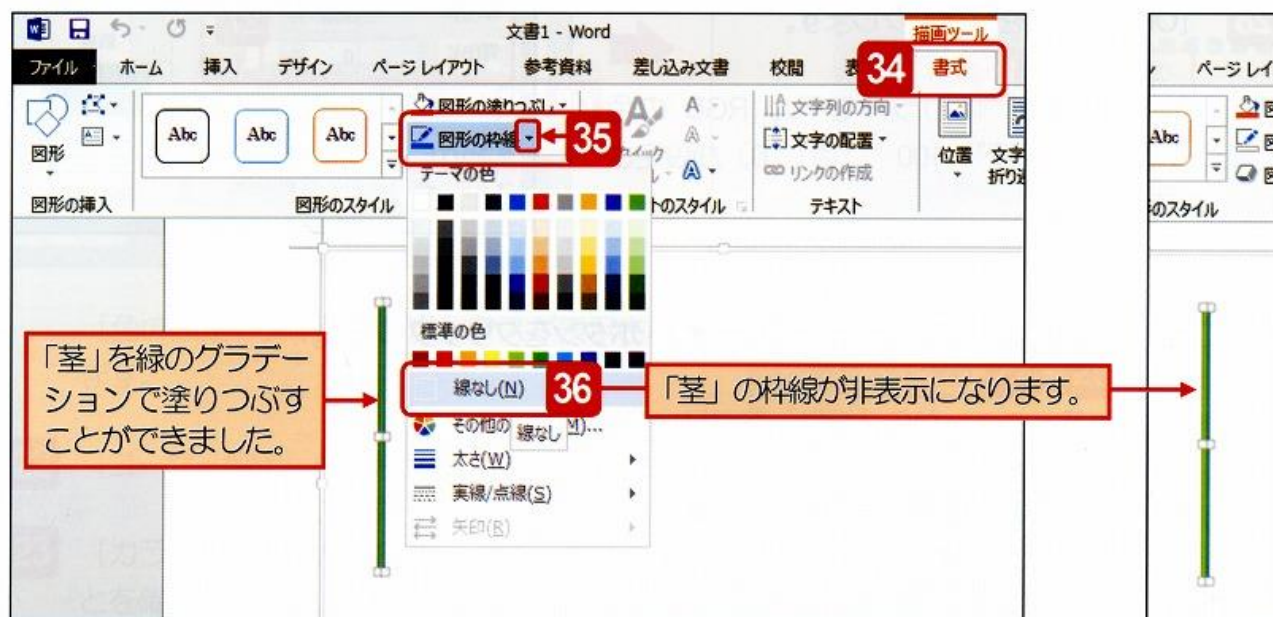 文書1 - Word
描画ツール
ファイル ホーム 挿入 デザイン ページ レイアウト 参考資料 差し込み文書 校閲 34 書式
図形
Abc Abc Abc
図形の塗りつぶし
図形の枠線 35
A A
A
A A
文字列の方向
文字の配置
リンクの作成
位置
図形の挿入 図形のスタイル トのスタイル テキスト
テーマの色
標準の色
線なし(N) 36
その他の M)...
線なし
太さ(W)
実線/点線(S)
矢印(R)
「茎」を緑のグラデー
ションで塗りつぶす
ことができました。
「茎」の枠線が非表示になります。
ページ レイ
Abc
のスタイル